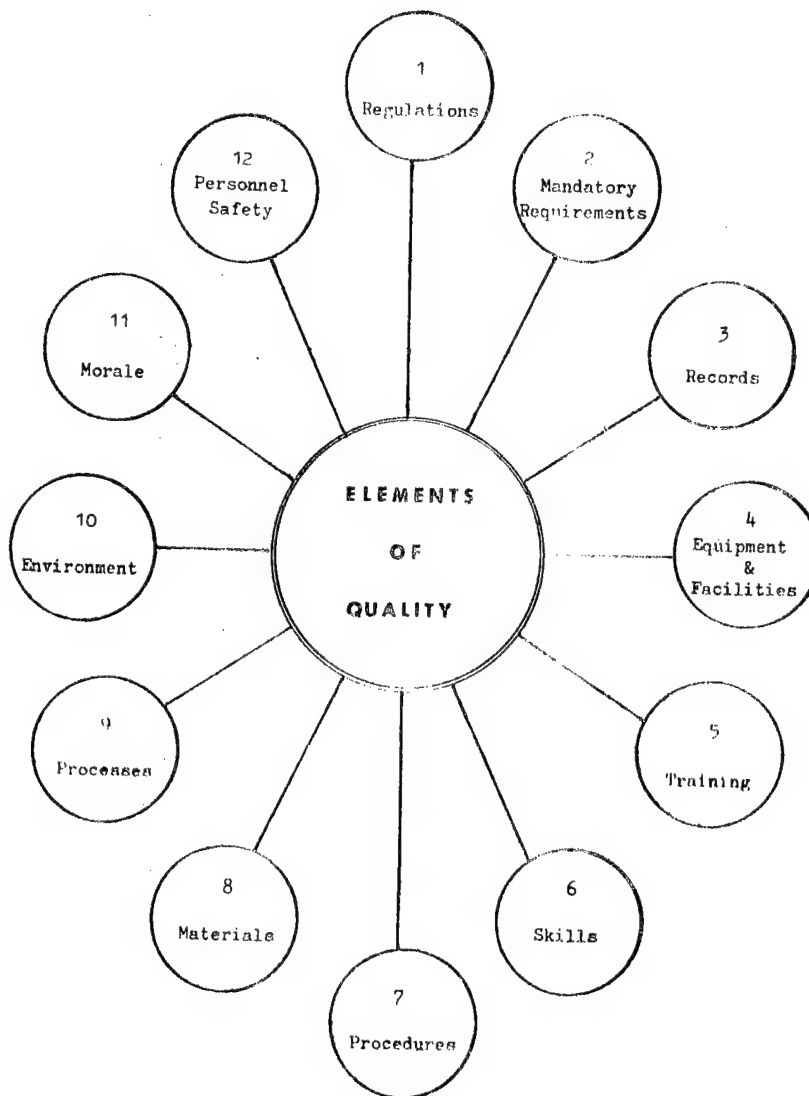 1
Regulations
2
Mandatory
Requirements
3
Records
4
Equipment
&
Facilities
5
Training
6
Skills
7
Procedures
8
Materials
9
Processes
10
Environment
11
Morale
12
Personnel
Safety
ELEMENTS
OF
QUALITY